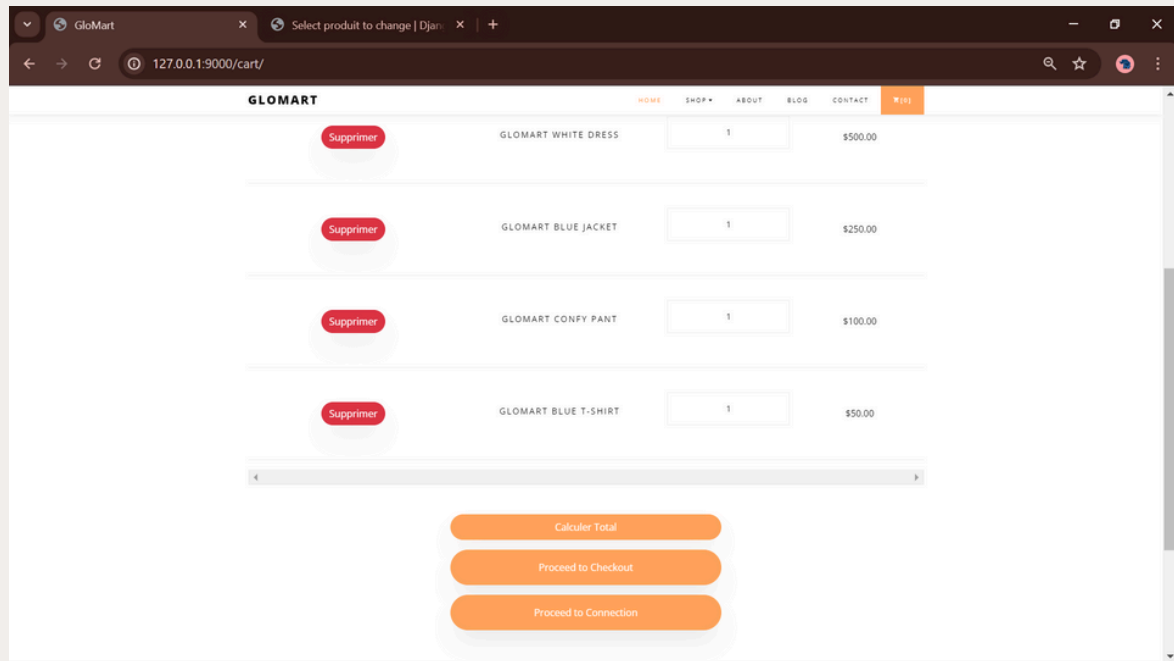 GloMart
Select produit to change | Djan
127.0.0.1:9000/cart/
GLOMART
HOME SHOP ABOUT BLOG CONTACT [0]
Supprimer GLOMART WHITE DRESS 1 $500.00
Supprimer GLOMART BLUE JACKET 1 $250.00
Supprimer GLOMART CONFY PANT 1 $100.00
Supprimer GLOMART BLUE T-SHIRT 1 $50.00
Calculer Total
Proceed to Checkout
Proceed to Connection